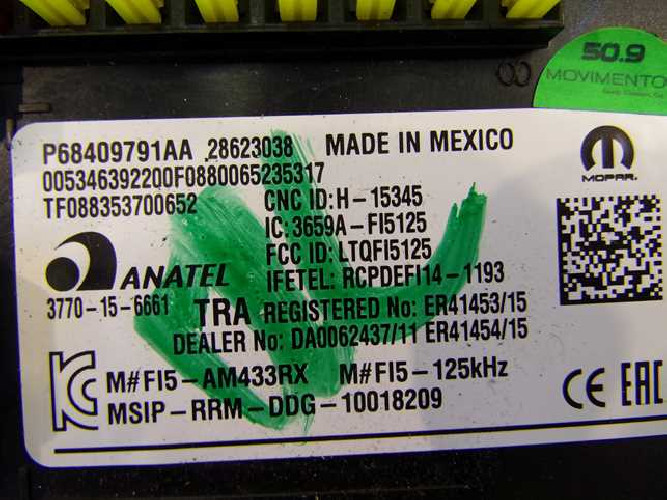 50.9
MOVIMENTO
P68409791AA 28623038 MADE IN MEXICO
005346392200F0880065235317
TF088353700652
CNC ID:H-15345
IC: 3659A-FI5125
FCC ID: LTQFI5125
IFETEL: RCPDEFI14-1193
MOPAR
ANATEL
3770-15-6661
TRA REGISTERED No: ER41453/15
DEALER No: DA0062437/11 ER41454/15
M#FI5-AM433RX M#FI5-125kHz
MSIP-RRM-DDG-10018209
CE EAC